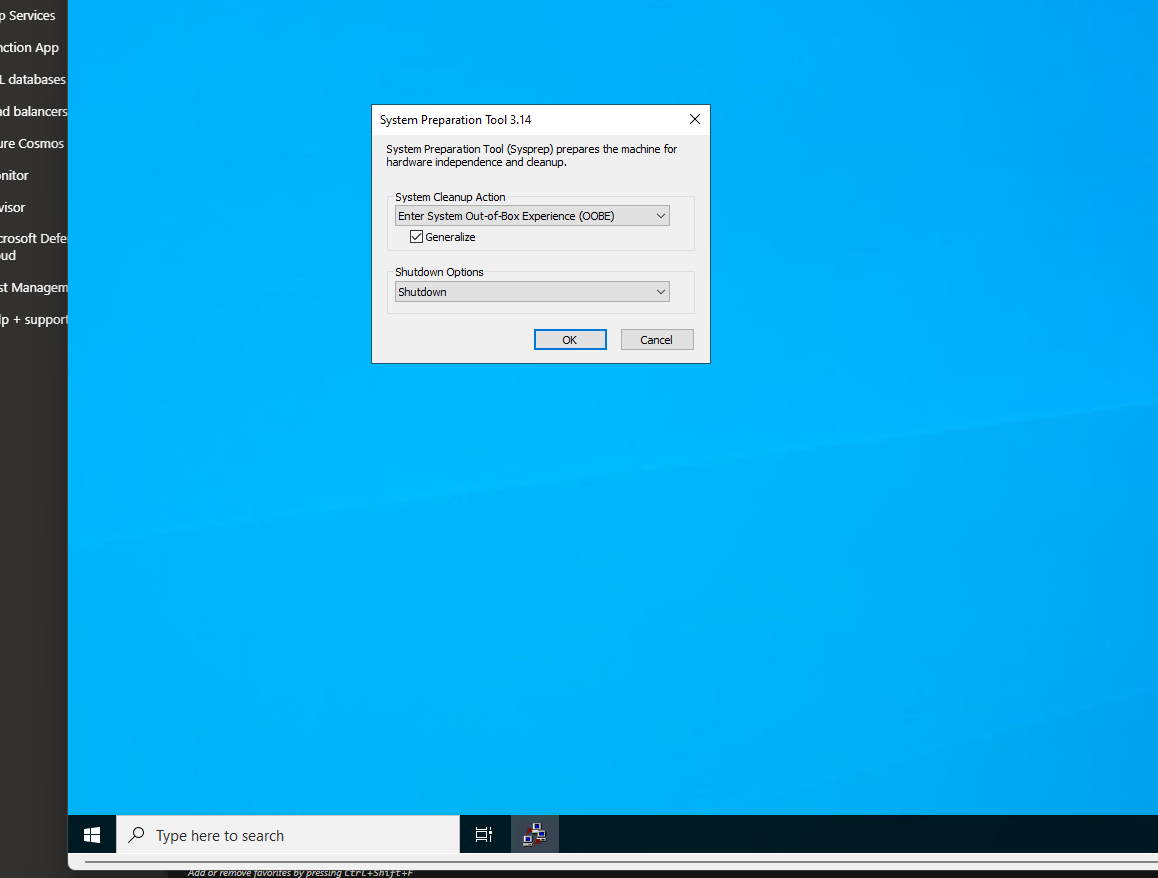 p Services
nction App
L databases
ad balancers
ure Cosmos
onitor
visor
crosoft Defe
oud
st Managem
lp + support
System Preparation Tool 3.14
System Preparation Tool (Sysprep) prepares the machine for
hardware independence and cleanup.
System Cleanup Action
Enter System Out-of-Box Experience (OOBE)
Generalize
Shutdown Options
Shutdown
OK
Cancel
Type here to search
Add or remove favorites by pressing Ctrl+Shift+F